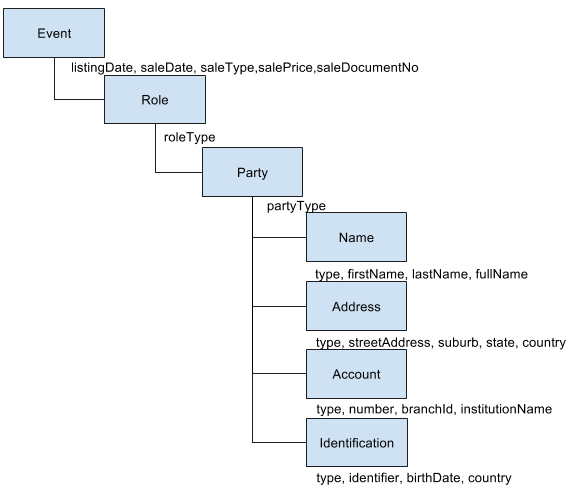 Event
listingDate, saleDate, saleType,salePrice,saleDocumentNo
Role
roleType
Party
partyType
Name
type, firstName, lastName, fullName
Address
type, streetAddress, suburb, state, country
Account
type, number, branchId, institutionName
Identification
type, identifier, birthDate, country